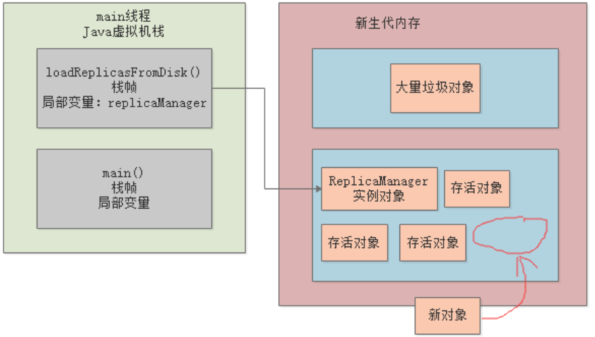 main线程
Java虚拟机栈
loadReplicasFromDisk()
栈帧
局部变量: replicaManager
main()
栈帧
局部变量
新生代内存
大量垃圾对象
ReplicaManager
实例对象
存活对象
存活对象
存活对象
新对象